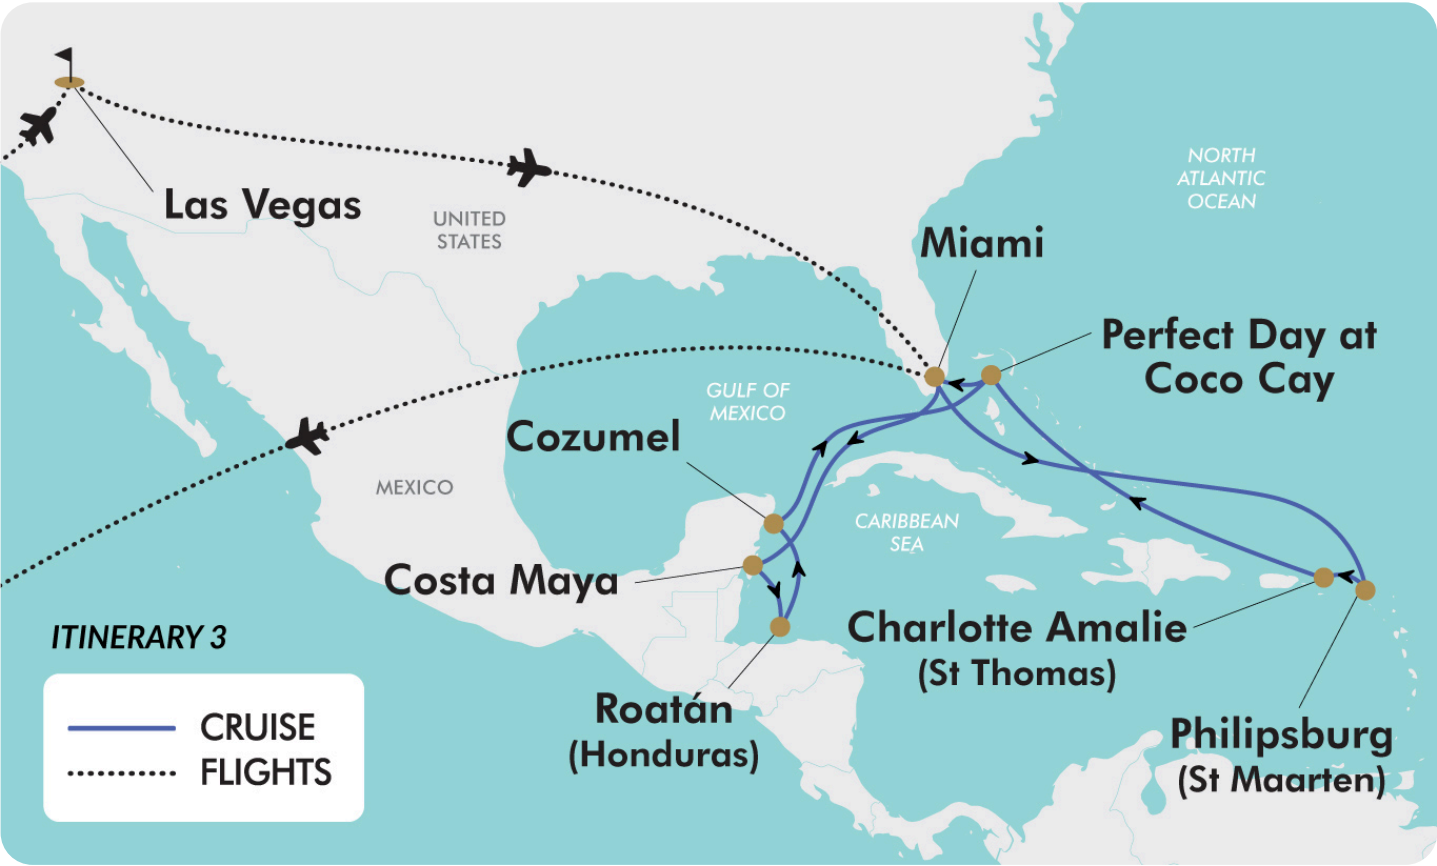 NORTH
ATLANTIC
OCEAN
Las Vegas
UNITED
STATES
Miami
Perfect Day at
Coco Cay
GULF OF
MEXICO
Cozumel
MEXICO
CARIBBEAN
SEA
Costa Maya
Charlotte Amalie
(St Thomas)
ITINERARY 3
Roatán
(Honduras)
CRUISE
FLIGHTS
Philipsburg
(St Maarten)